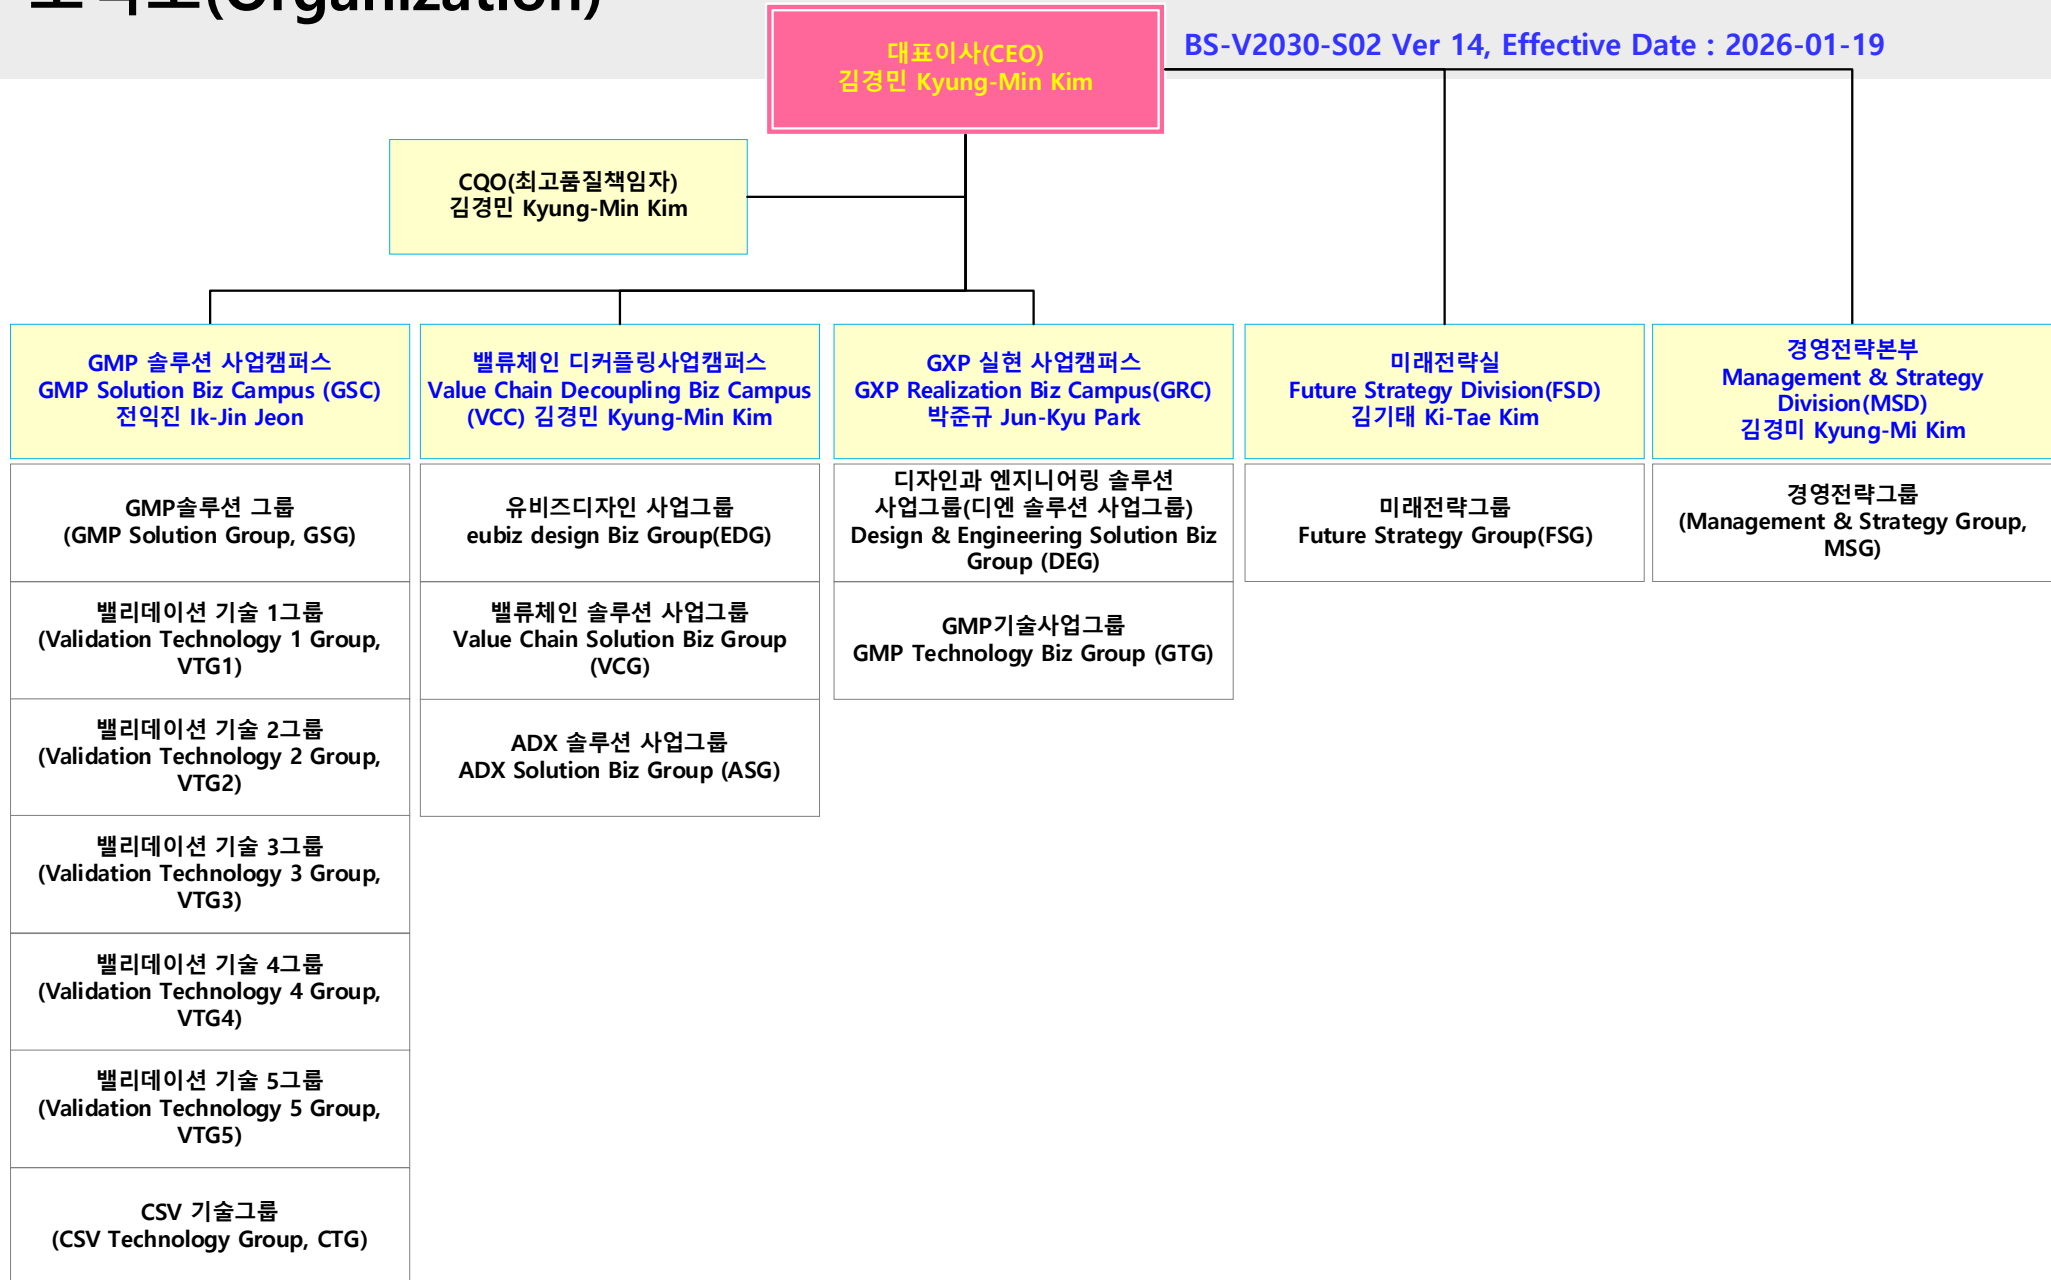 (Organization)
BS-V2030-S02 Ver 14, Effective Date : 2026-01-19
대표이사(CEO)
김경민 Kyung-Min Kim
CQO(최고품질책임자)
김경민 Kyung-Min Kim
GMP 솔루션 사업캠퍼스
GMP Solution Biz Campus (GSC)
전익진 Ik-Jin Jeon
GMP솔루션 그룹
(GMP Solution Group, GSG)
밸리데이션 기술 1그룹
(Validation Technology 1 Group,
VTG1)
밸리데이션 기술 2그룹
(Validation Technology 2 Group,
VTG2)
밸리데이션 기술 3그룹
(Validation Technology 3 Group,
VTG3)
밸리데이션 기술 4그룹
(Validation Technology 4 Group,
VTG4)
밸리데이션 기술 5그룹
(Validation Technology 5 Group,
VTG5)
CSV 기술그룹
(CSV Technology Group, CTG)
밸류체인 디커플링사업캠퍼스
Value Chain Decoupling Biz Campus
(VCC) 김경민 Kyung-Min Kim
유비즈디자인 사업그룹
eubiz design Biz Group(EDG)
밸류체인 솔루션 사업그룹
Value Chain Solution Biz Group
(VCG)
ADX 솔루션 사업그룹
ADX Solution Biz Group (ASG)
GXP 실현 사업캠퍼스
GXP Realization Biz Campus(GRC)
박준규 Jun-Kyu Park
디자인과 엔지니어링 솔루션
사업그룹(디엔 솔루션 사업그룹)
Design & Engineering Solution Biz
Group (DEG)
GMP기술사업그룹
GMP Technology Biz Group (GTG)
미래전략실
Future Strategy Division(FSD)
김기태 Ki-Tae Kim
미래전략그룹
Future Strategy Group(FSG)
경영전략본부
Management & Strategy
Division(MSD)
김경미 Kyung-Mi Kim
경영전략그룹
(Management & Strategy Group,
MSG)